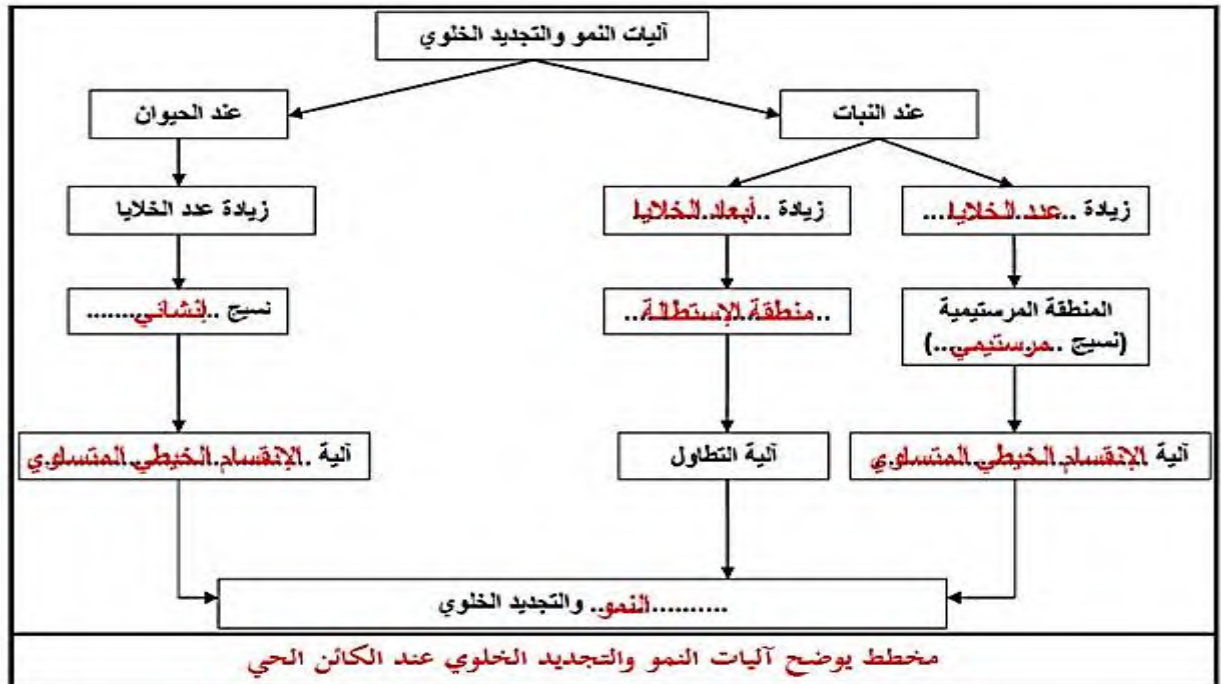 آليات النمو والتجديد الخلوي
عند النبات
عند الحيوان
زيادة ..عدد الخلايا...
زيادة ..أبعاد الخلايا
زيادة عدد الخلايا
المنطقة المرستيمية
(نسيج ..مرستيمي...)
..منطقة الإستطالة..
نسيج ..إنشائي.......
آلية الإنقسام الخيطي المتساوي
آلية التطاول
آلية .الإنقسام الخيطي المتساوي
..........النمو.. والتجديد الخلوي
مخطط يوضح آليات النمو والتجديد الخلوي عند الكائن الحي